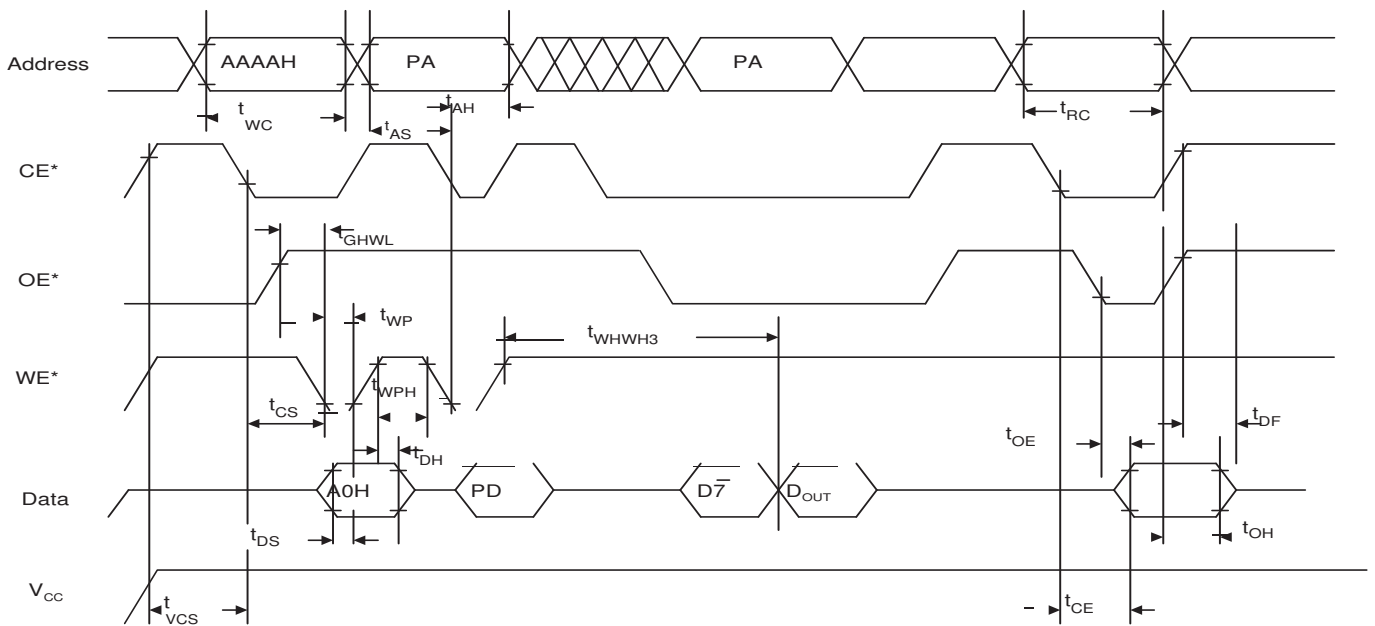 Address
AAAAH
PA
PA
tAH
tWC
tAS
tRC
CE*
tGHWL
OE*
tWP
tWHWH3
WE*
tWPH
tCS
tOE
tDF
tDH
Data
A0H
PD
D7
DOUT
tDS
tOH
VCC
tVCS
tCE